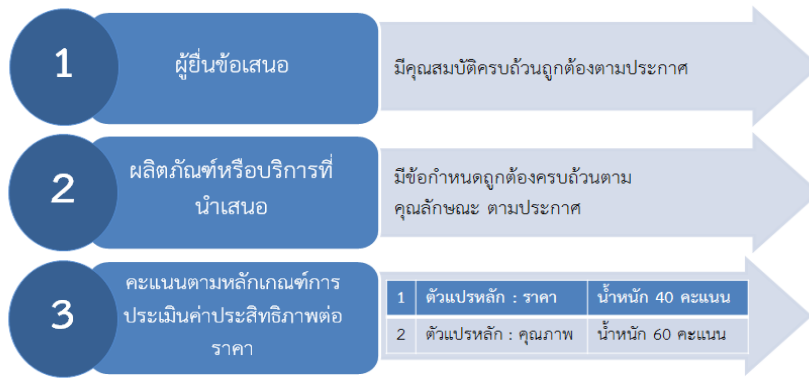 1
ผู้ยื่นข้อเสนอ
มีคุณสมบัติครบถ้วนถูกต้องตามประกาศ
2
ผลิตภัณฑ์หรือบริการที่
นำเสนอ
มีข้อกำหนดถูกต้องครบถ้วนตาม
คุณลักษณะ ตามประกาศ
3
คะแนนตามหลักเกณฑ์การ
ประเมินค่าประสิทธิภาพต่อ
ราคา
1 ตัวแปรหลัก : ราคา น้ำหนัก 40 คะแนน
2 ตัวแปรหลัก : คุณภาพ น้ำหนัก 60 คะแนน